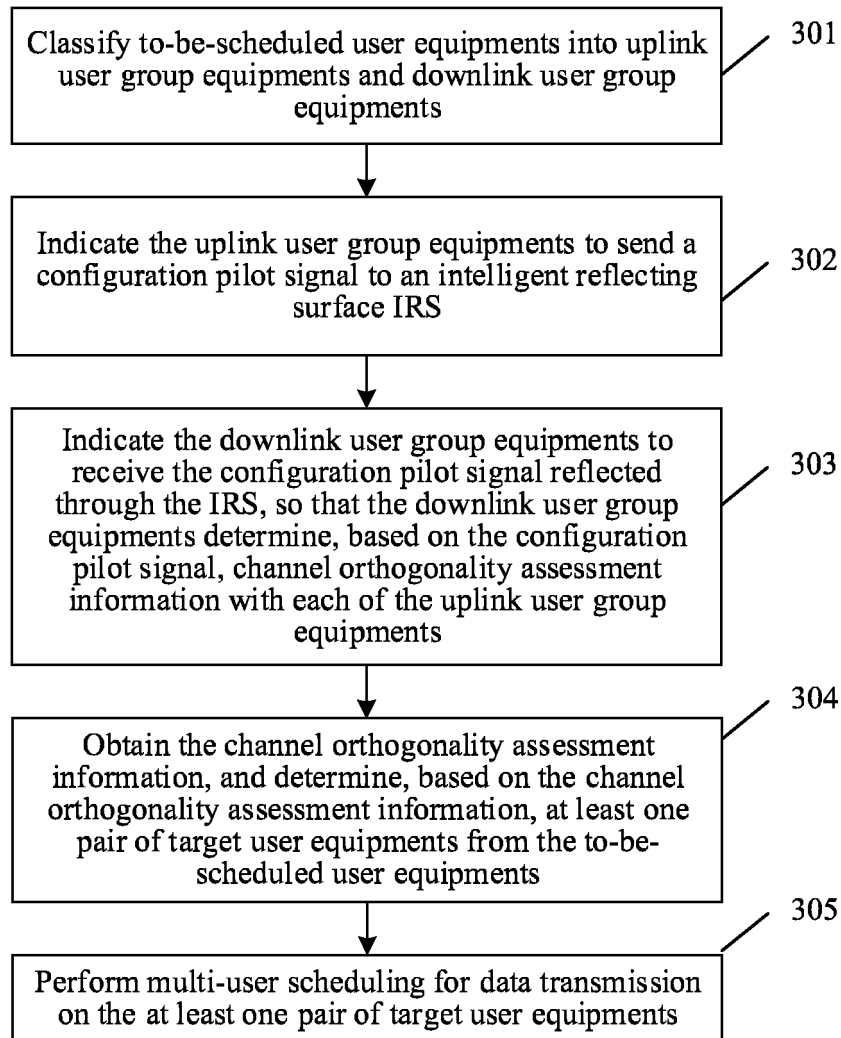 Classify to-be-scheduled user equipments into uplink
user group equipments and downlink user group
equipments
301
Indicate the uplink user group equipments to send a
configuration pilot signal to an intelligent reflecting
surface IRS
302
Indicate the downlink user group equipments to
receive the configuration pilot signal reflected
through the IRS, so that the downlink user group
equipments determine, based on the configuration
pilot signal, channel orthogonality assessment
information with each of the uplink user group
equipments
303
Obtain the channel orthogonality assessment
information, and determine, based on the channel
orthogonality assessment information, at least one
pair of target user equipments from the to-be-
scheduled user equipments
304
Perform multi-user scheduling for data transmission
on the at least one pair of target user equipments
305